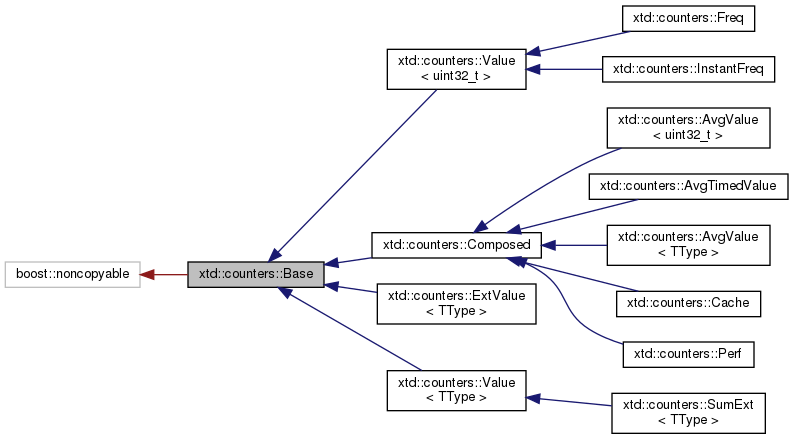 boost::noncopyable
xtd::counters::Base
xtd::counters::Value
< uint32_t >
xtd::counters::Composed
xtd::counters::ExtValue
< TType >
xtd::counters::Value
< TType >
xtd::counters::Freq
xtd::counters::InstantFreq
xtd::counters::AvgValue
< uint32_t >
xtd::counters::AvgTimedValue
xtd::counters::AvgValue
< TType >
xtd::counters::Cache
xtd::counters::Perf
xtd::counters::SumExt
< TType >